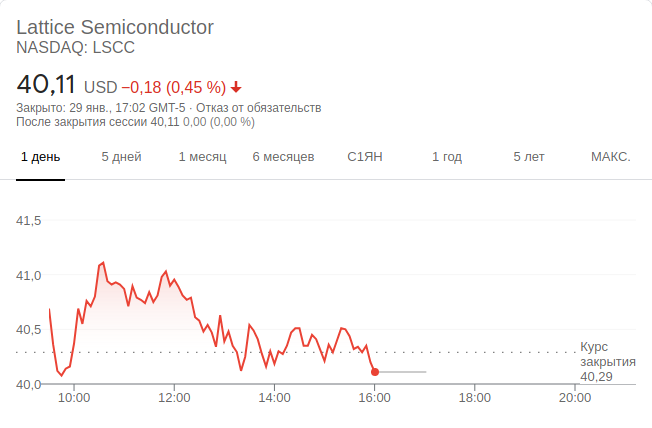 Lattice Semiconductor
NASDAQ: LSCC
40,11 USD −0,18 (0,45 %)
Закрыто: 29 янв., 17:02 GMT-5 · Отказ от обязательств
После закрытия сессии 40,11 0,00 (0,00 %)
1 день 5 дней 1 месяц 6 месяцев С1ЯН 1 год 5 лет МАКС.
41,5
41,0
40,5
Курс
закрытия
40,29
40,0
10:00 12:00 14:00 16:00 18:00 20:00